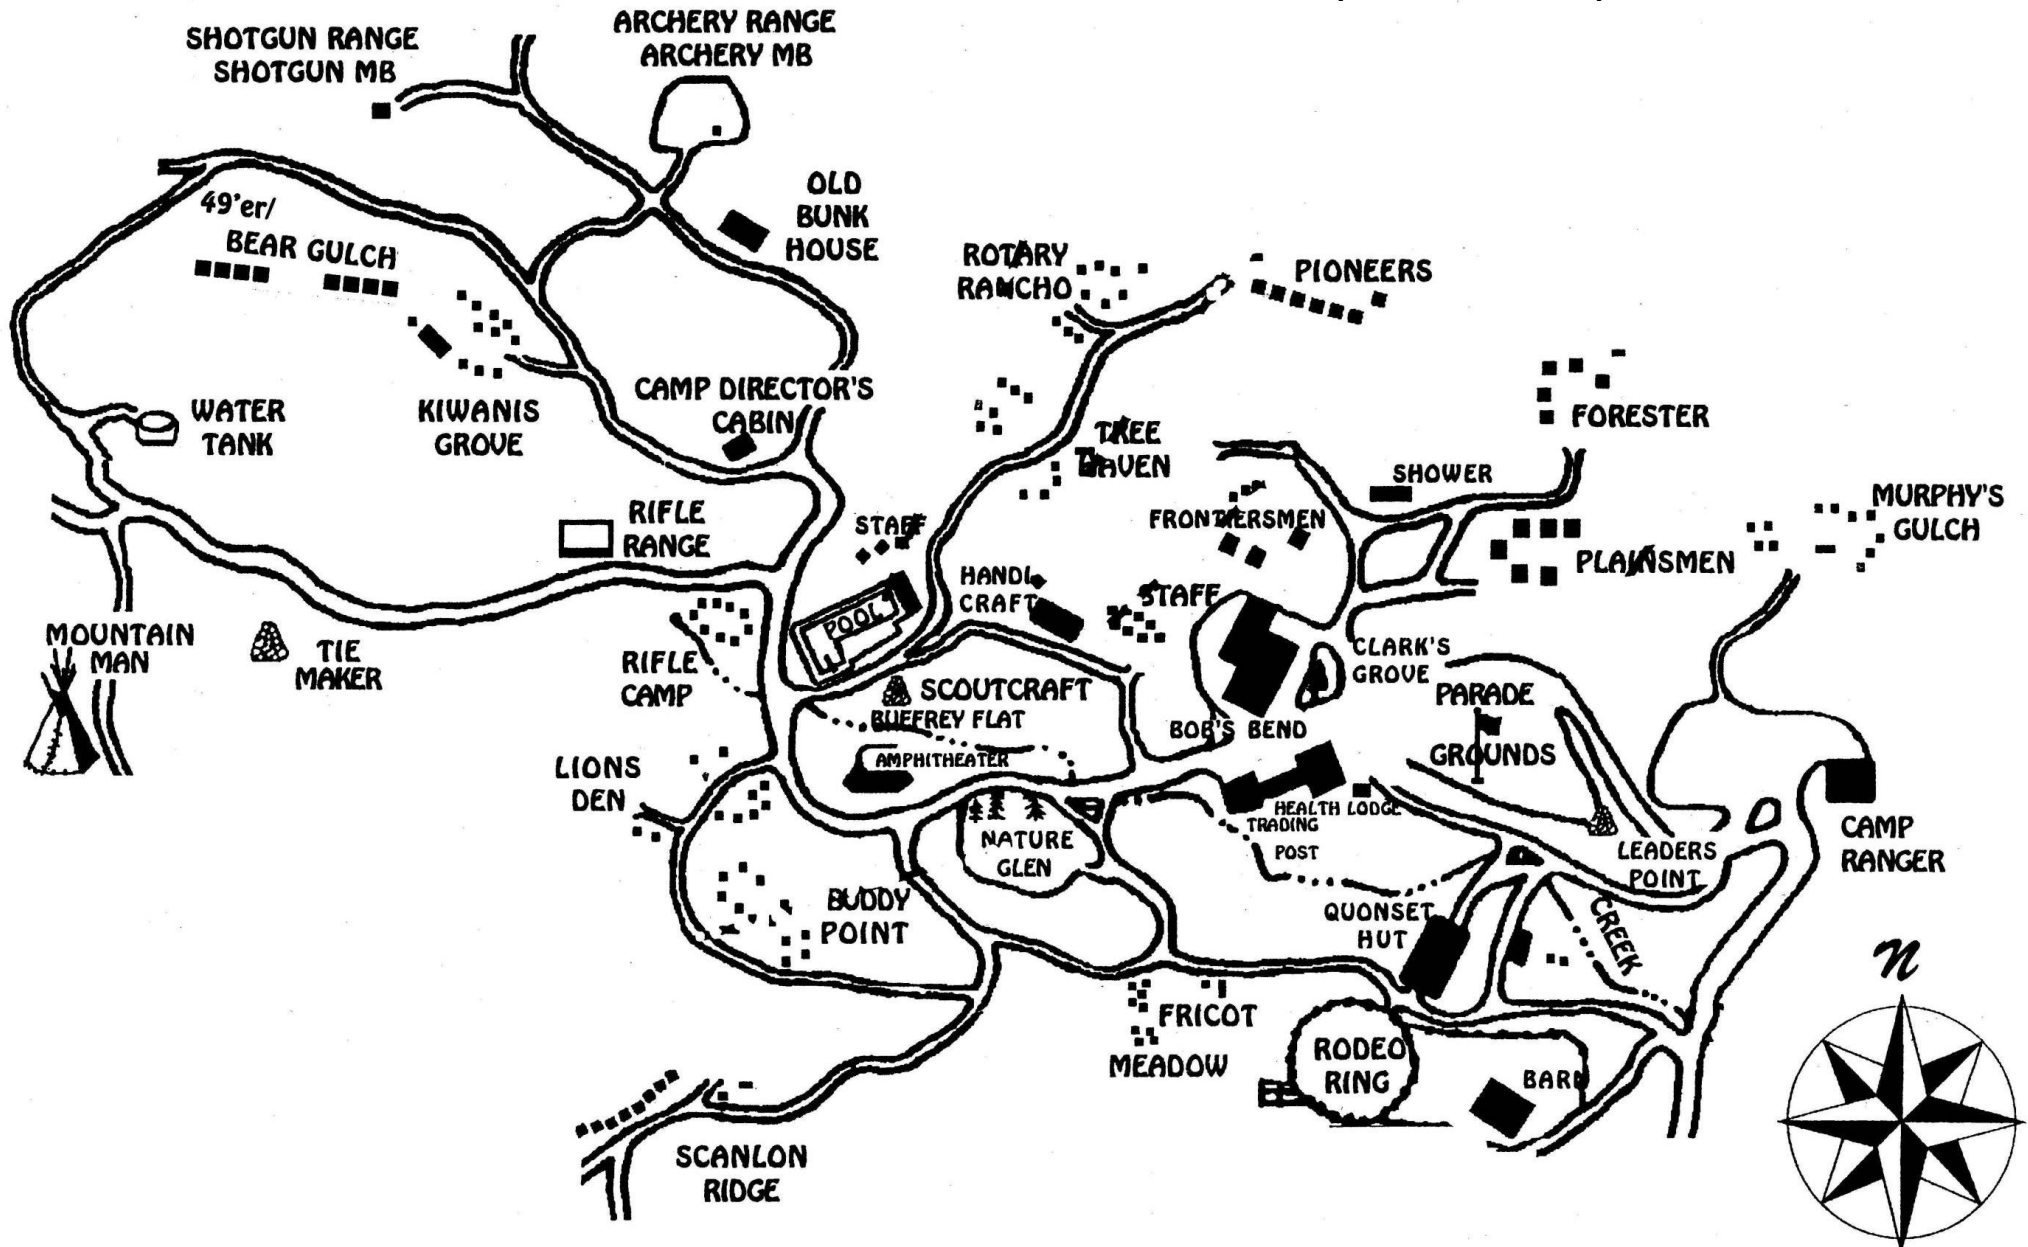 SHOTGUN RANGE
SHOTGUN MB
ARCHERY RANGE
ARCHERY MB
OLD
BUNK
HOUSE
49'er/
BEAR GULCH
ROTARY
RANCHO
PIONEERS
WATER
TANK
KIWANIS
GROVE
CAMP DIRECTOR'S
CABIN
TREE
HAVEN
FORESTER
SHOWER
MURPHY'S
GULCH
RIFLE
RANGE
STAFF
FRONTIERSMEN
PLAINSMEN
HANDI
CRAFT
STAFF
POOL
MOUNTAIN
MAN
TIE
MAKER
RIFLE
CAMP
CLARK'S
GROVE
SCOUTCRAFT
BUFFREY FLAT
BOB'S BEND
PARADE
GROUNDS
AMPHITHEATER
LIONS
DEN
HEALTH LODGE
TRADING
POST
NATURE
GLEN
LEADERS
POINT
CAMP
RANGER
BUDDY
POINT
QUONSET
HUT
CREEK
N
FRICOT
MEADOW
RODEO
RING
BARN
SCANLON
RIDGE